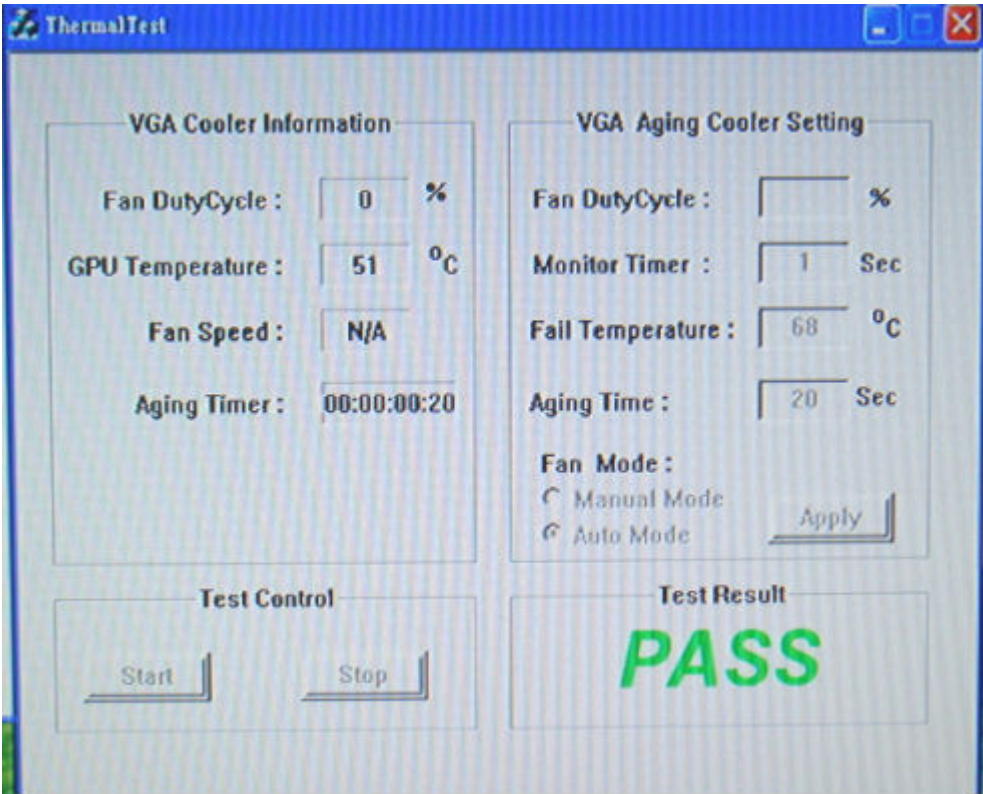 ThermalTest
VGA Cooler Information
Fan DutyCycle : 0 %
GPU Temperature : 51 °C
Fan Speed : N/A
Aging Timer : 00:00:00:20
VGA Aging Cooler Setting
Fan DutyCycle : %
Monitor Timer : 1 Sec
Fail Temperature : 68 °C
Aging Time : 20 Sec
Fan Mode :
Manual Mode
Auto Mode
Apply
Test Control
Start Stop
Test Result
PASS